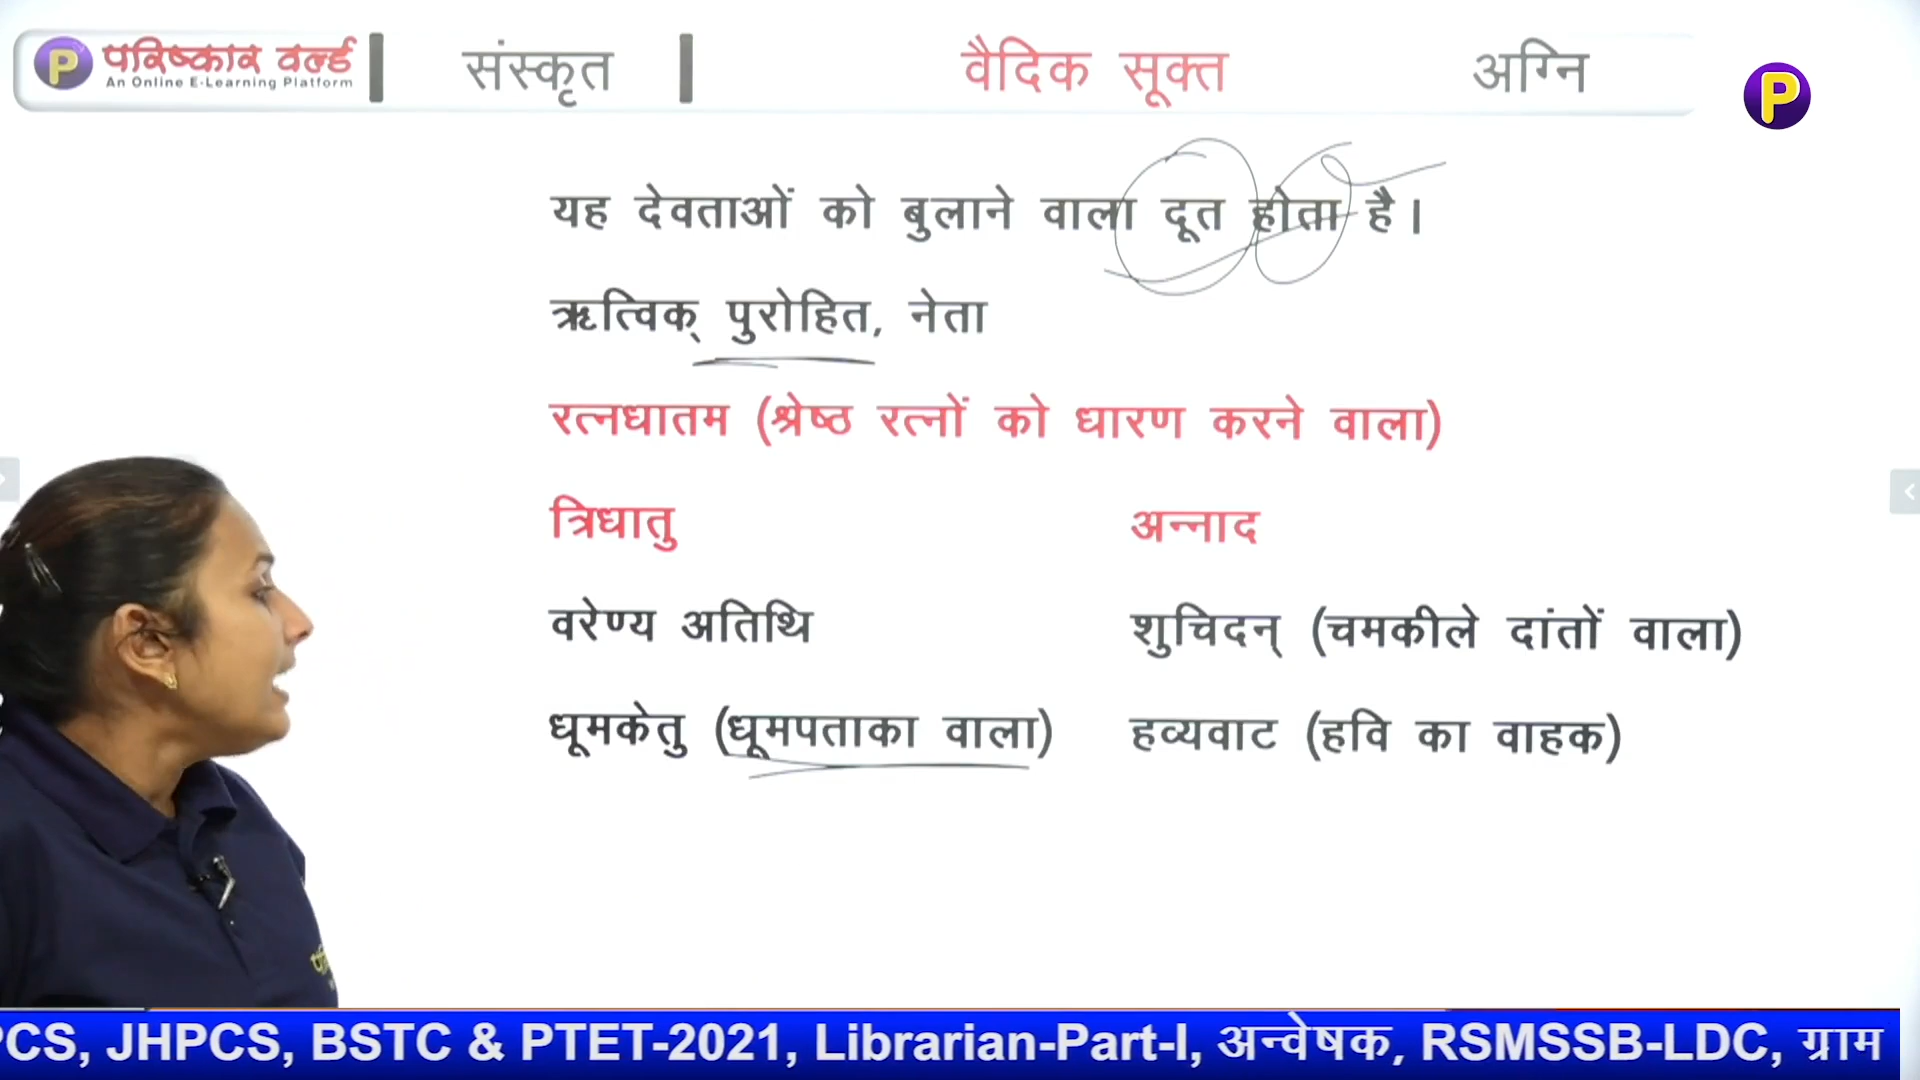 परिष्कार वर्ल्ड
An Online E-Learning Platform
संस्कृत
वैदिक सूक्त
अग्नि
यह देवताओं को बुलाने वाला दूत होता है।
ऋत्विक् पुरोहित, नेता
रत्नधातम (श्रेष्ठ रत्नों को धारण करने वाला)
त्रिधातु अन्नाद
वरेण्य अतिथि शुचिदन् (चमकीले दांतों वाला)
धूमकेतु (धूमपताका वाला) हव्यवाट (हवि का वाहक)
PCS, JHPCS, BSTC & PTET-2021, Librarian-Part-I, अन्वेषक, RSMSSB-LDC, ग्राम